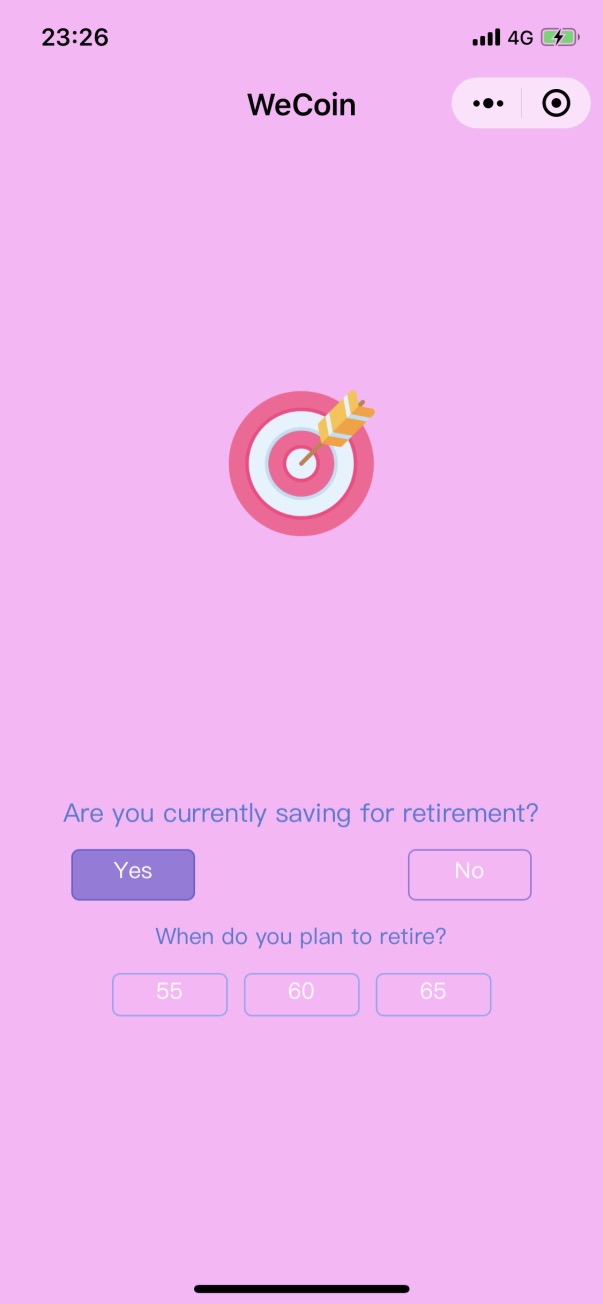 23:26 4G
WeCoin
Are you currently saving for retirement?
Yes No
When do you plan to retire?
55 60 65